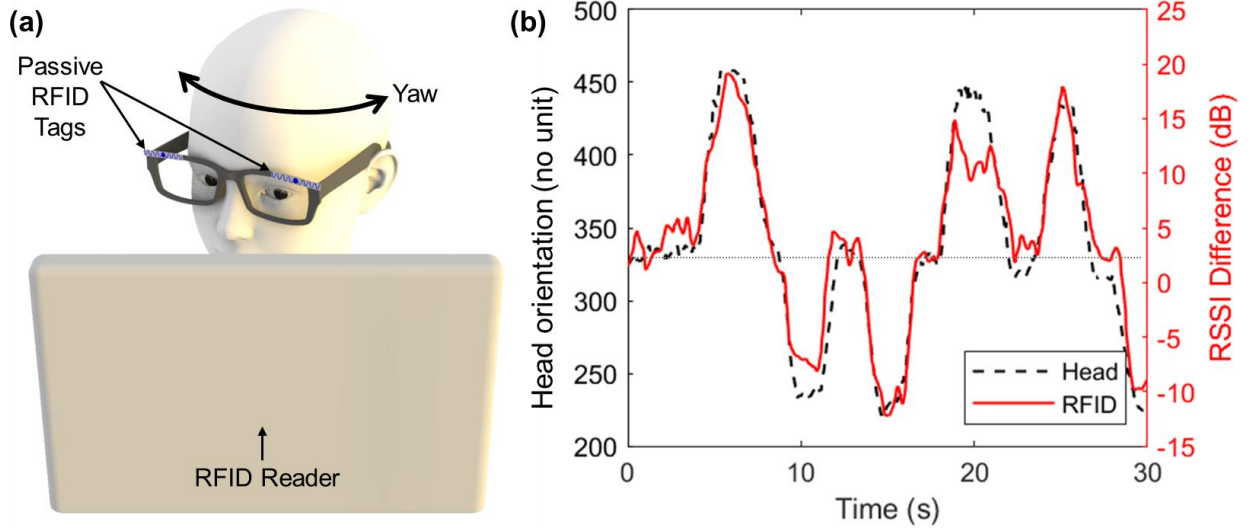 (a)
Passive
RFID
Tags
Yaw
RFID Reader
(b)
Head orientation (no unit)
500
450
400
350
300
250
200
0
10
20
30
Time (s)
25
20
15
10
5
0
-5
-10
-15
RSSI Difference (dB)
Head
RFID